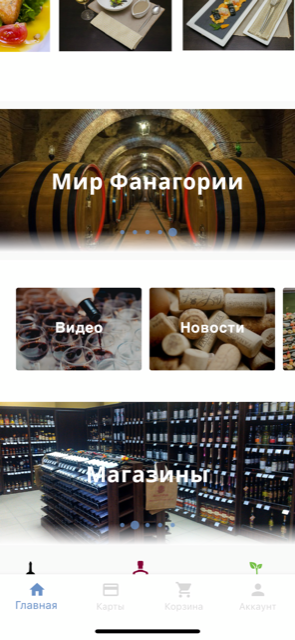 Мир Фанагории
Видео
Новости
Магазины
Главная
Карты
Корзина
Аккаунт